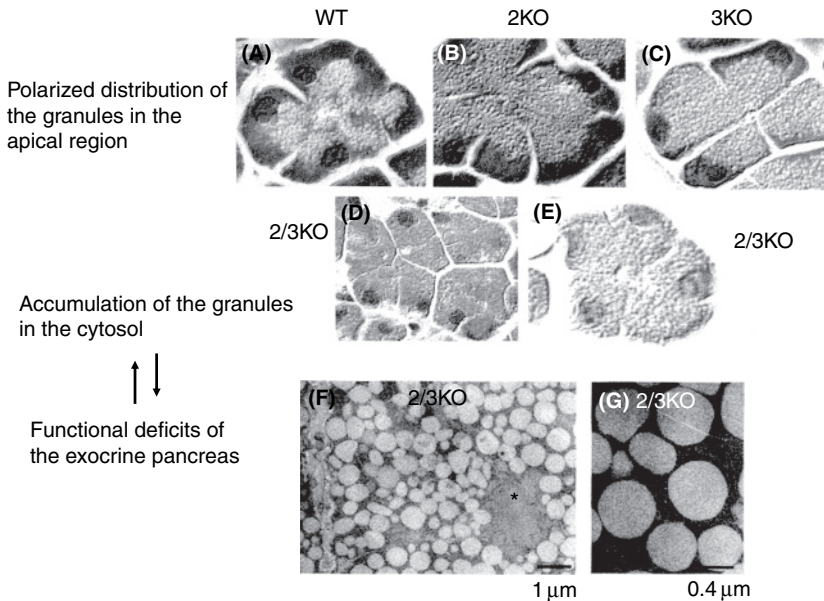 WT
2KO
3KO
(A)
(B)
(C)
Polarized distribution of
the granules in the
apical region
(D)
(E)
2/3KO
2/3KO
Accumulation of the granules
in the cytosol
Functional deficits of
the exocrine pancreas
(F)
2/3KO
*
(G) 2/3KO
1 µm
0.4 µm